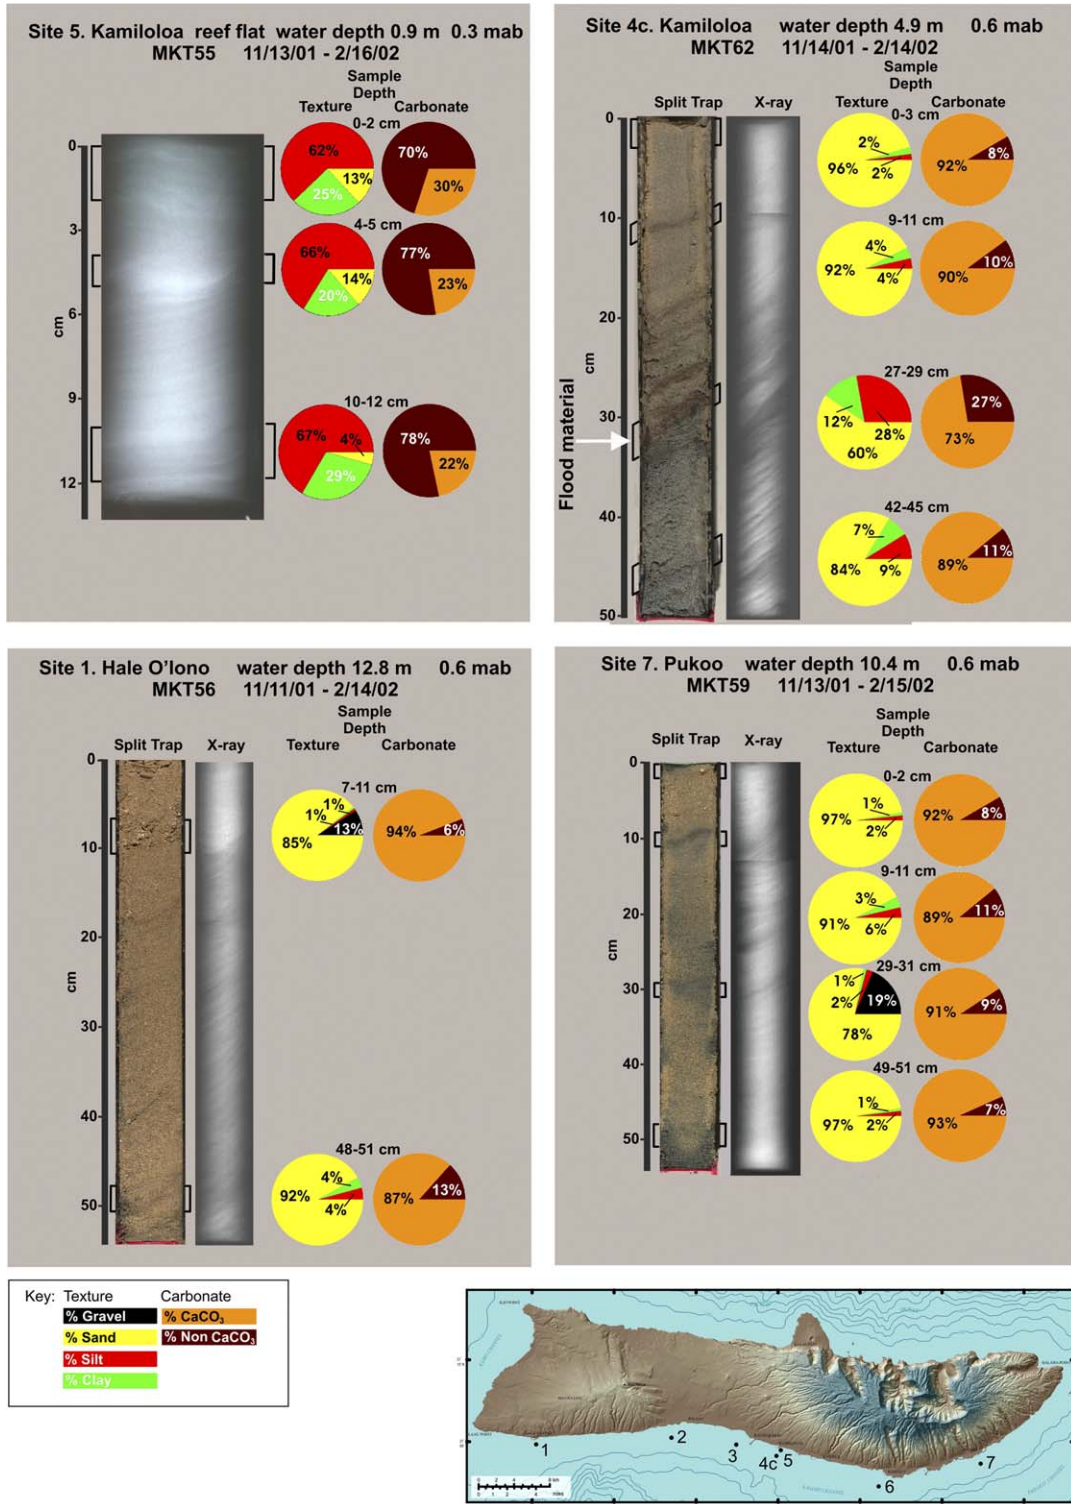 Site 5. Kamiloloa reef flat water depth 0.9 m 0.3 mab
MKT55 11/13/01 - 2/16/02
Sample
Depth
Texture Carbonate
0-2 cm
62%
13%
25%
70%
30%
4-5 cm
66%
14%
20%
77%
23%
10-12 cm
67%
4%
29%
78%
22%
0
3
6
9
12
cm
Site 4c. Kamiloloa water depth 4.9 m 0.6 mab
MKT62 11/14/01 - 2/14/02
Sample
Depth
Split Trap X-ray Texture Carbonate
0-3 cm
2%
96%
2%
8%
92%
9-11 cm
4%
92%
4%
10%
90%
27-29 cm
12%
28%
60%
27%
73%
42-45 cm
7%
84%
9%
11%
89%
0
10
20
30
40
50
cm
Flood material
Site 1. Hale O'lono water depth 12.8 m 0.6 mab
MKT56 11/11/01 - 2/14/02
Sample
Depth
Split Trap X-ray Texture Carbonate
7-11 cm
1%
1%
13%
85%
94%
6%
48-51 cm
4%
92%
4%
87%
13%
0
10
20
30
40
50
cm
Site 7. Pukoo water depth 10.4 m 0.6 mab
MKT59 11/13/01 - 2/15/02
Sample
Depth
Split Trap X-ray Texture Carbonate
0-2 cm
1%
97%
2%
92%
8%
9-11 cm
3%
91%
6%
89%
11%
29-31 cm
1%
2%
19%
78%
91%
9%
49-51 cm
1%
97%
2%
93%
7%
0
10
20
30
40
50
cm
Key: Texture Carbonate
% Gravel % CaCO₃
% Sand % Non CaCO₃
% Silt
% Clay
1
2
3
4c
5
6
7